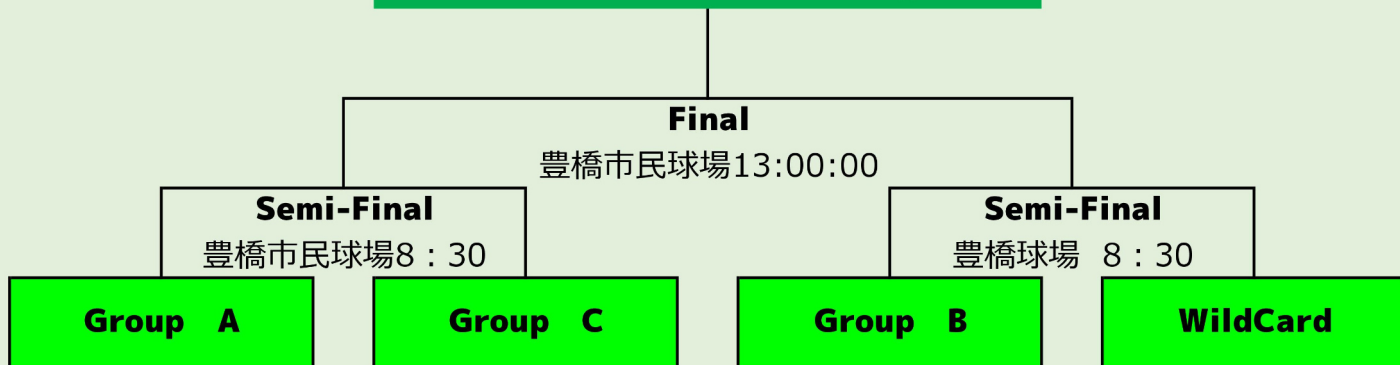 Final
豊橋市民球場13:00:00
Semi-Final
豊橋市民球場8：30
Semi-Final
豊橋球場 8：30
Group　A
Group　C
Group　B
WildCard